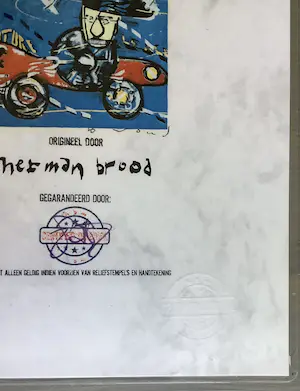 ORIGINEEL DOOR
herman brood
GEGARANDEERD DOOR:
T ALLEEN GELDIG INDIEN VOORZIEN VAN RELIEFSTEMPELS EN HANDTEKENING